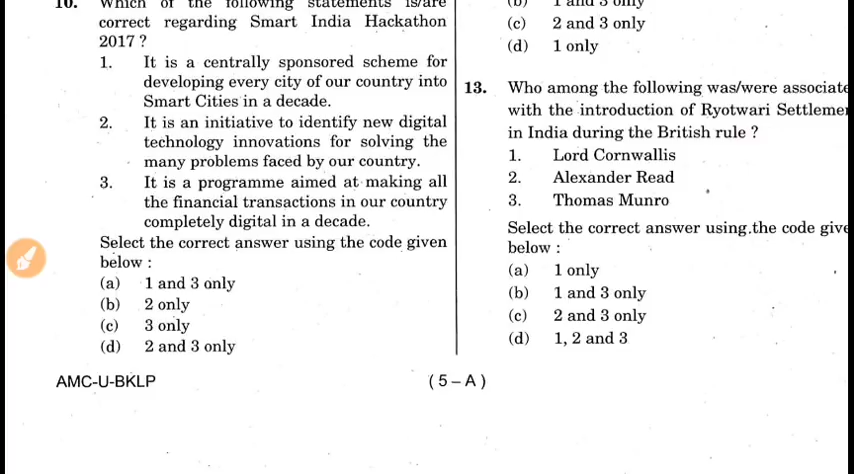 10. Which of the following statements is/are
correct regarding Smart India Hackathon
2017 ?
1. It is a centrally sponsored scheme for
developing every city of our country into
Smart Cities in a decade.
2. It is an initiative to identify new digital
technology innovations for solving the
many problems faced by our country.
3. It is a programme aimed at making all
the financial transactions in our country
completely digital in a decade.
Select the correct answer using the code given
below :
(a) 1 and 3 only
(b) 2 only
(c) 3 only
(d) 2 and 3 only
(b) 1 and 3 only
(c) 2 and 3 only
(d) 1 only
13. Who among the following was/were associate
with the introduction of Ryotwari Settleme
in India during the British rule ?
1. Lord Cornwallis
2. Alexander Read
3. Thomas Munro
Select the correct answer using the code give
below :
(a) 1 only
(b) 1 and 3 only
(c) 2 and 3 only
(d) 1, 2 and 3
AMC-U-BKLP
( 5 – A )